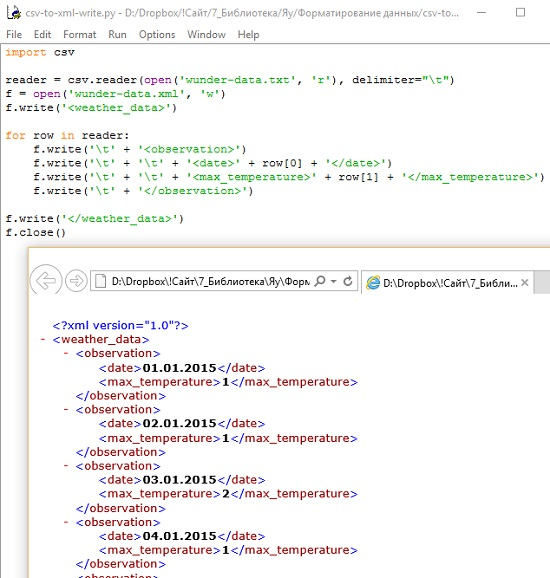 csv-to-xml-write.py - D:/Dropbox/!Сайт/7_Библиотека/Яу/Форматирование данных/csv-to...
File Edit Format Run Options Window Help
import csv
reader = csv.reader(open('wunder-data.txt', 'r'), delimiter="\t")
f = open('wunder-data.xml', 'w')
f.write('<weather_data>')
for row in reader:
    f.write('\t' + '<observation>')
    f.write('\t' + '\t' + '<date>' + row[0] + '</date>')
    f.write('\t' + '\t' + '<max_temperature>' + row[1] + '</max_temperature>')
    f.write('\t' + '</observation>')
f.write('</weather_data>')
f.close()
D:\Dropbox\!Сайт\7_Библиотека\Яу\Форм
D:\Dropbox\!Сайт\7_Библи...
<?xml version="1.0"?>
- <weather_data>
- <observation>
<date>01.01.2015</date>
<max_temperature>1</max_temperature>
</observation>
- <observation>
<date>02.01.2015</date>
<max_temperature>1</max_temperature>
</observation>
- <observation>
<date>03.01.2015</date>
<max_temperature>2</max_temperature>
</observation>
- <observation>
<date>04.01.2015</date>
<max_temperature>1</max_temperature>
</observation>
- <observation>